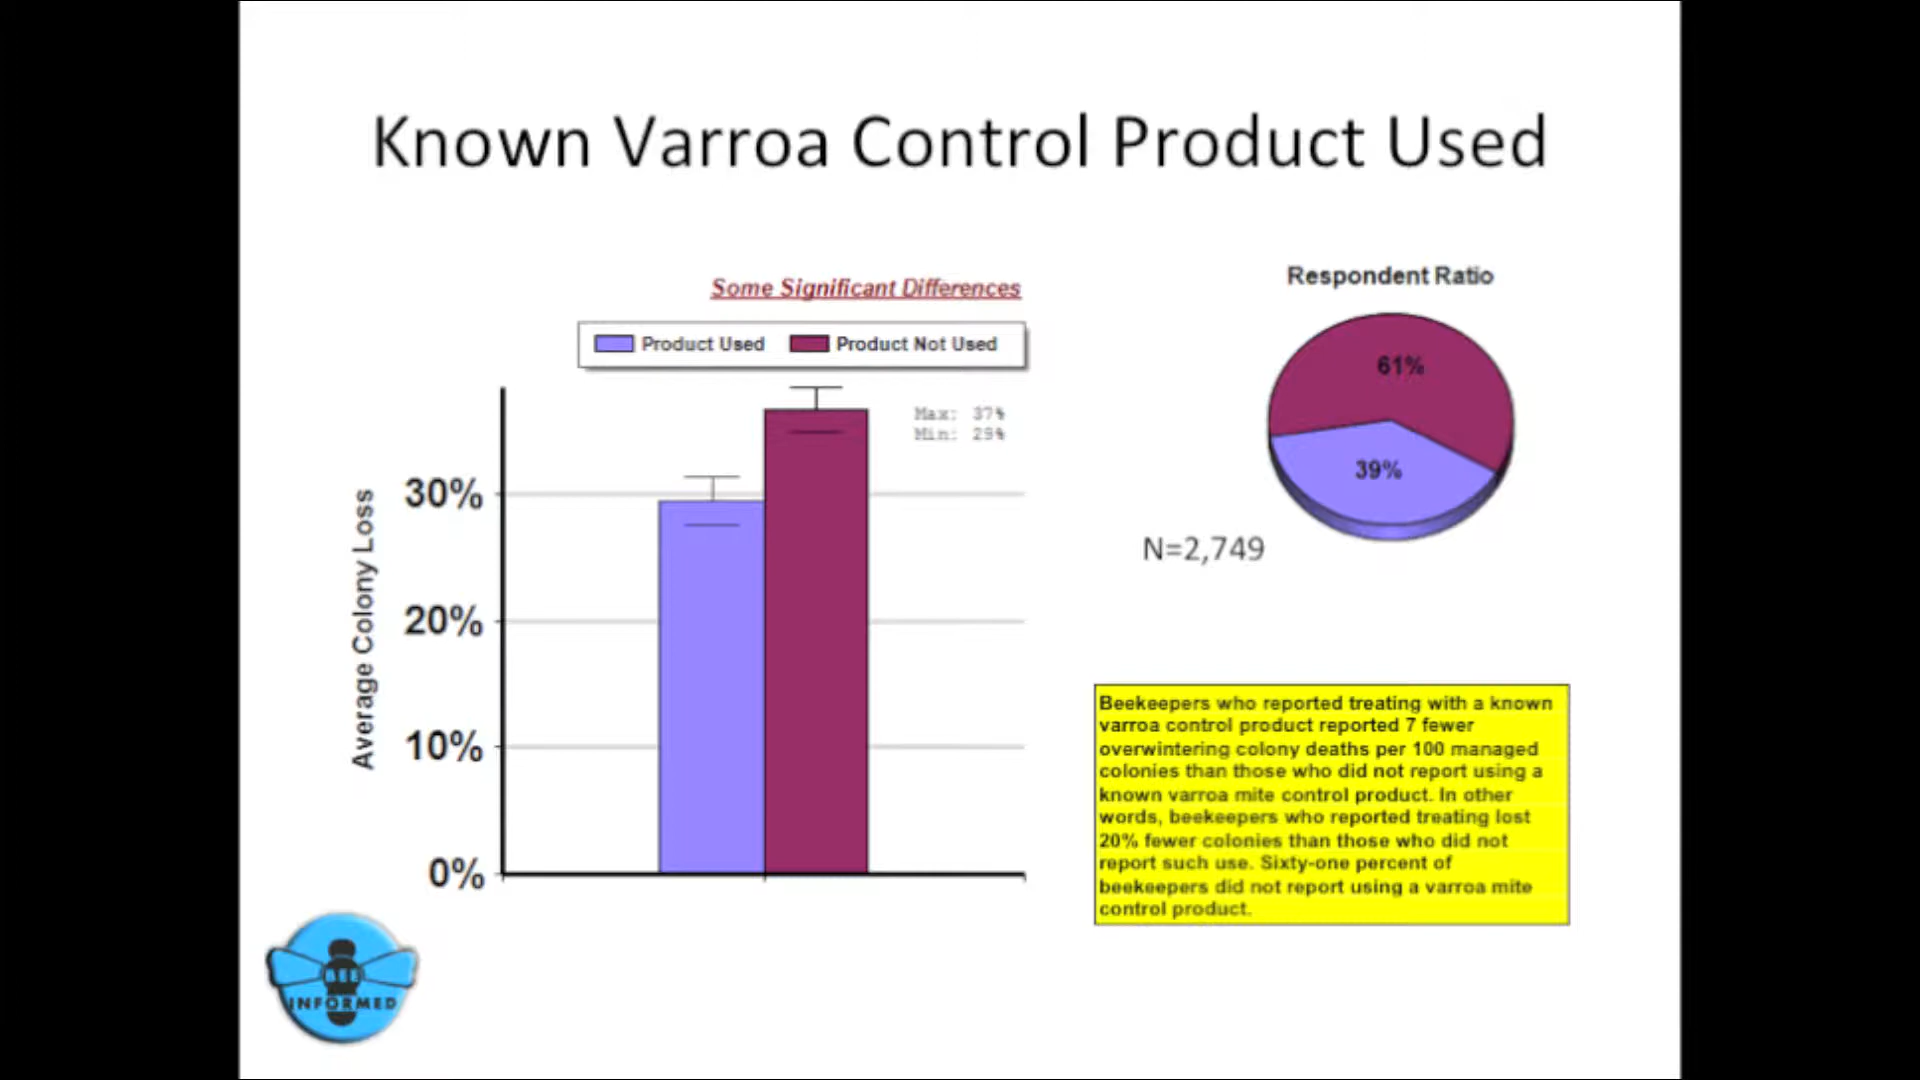 Known Varroa Control Product Used
Some Significant Differences
Product Used Product Not Used
Max: 37%
Min: 29%
30%
20%
10%
0%
Average Colony Loss
Respondent Ratio
61%
39%
N=2,749
Beekeepers who reported treating with a known
varroa control product reported 7 fewer
overwintering colony deaths per 100 managed
colonies than those who did not report using a
known varroa mite control product. In other
words, beekeepers who reported treating lost
20% fewer colonies than those who did not
report such use. Sixty-one percent of
beekeepers did not report using a varroa mite
control product.
BEE
INFORMED